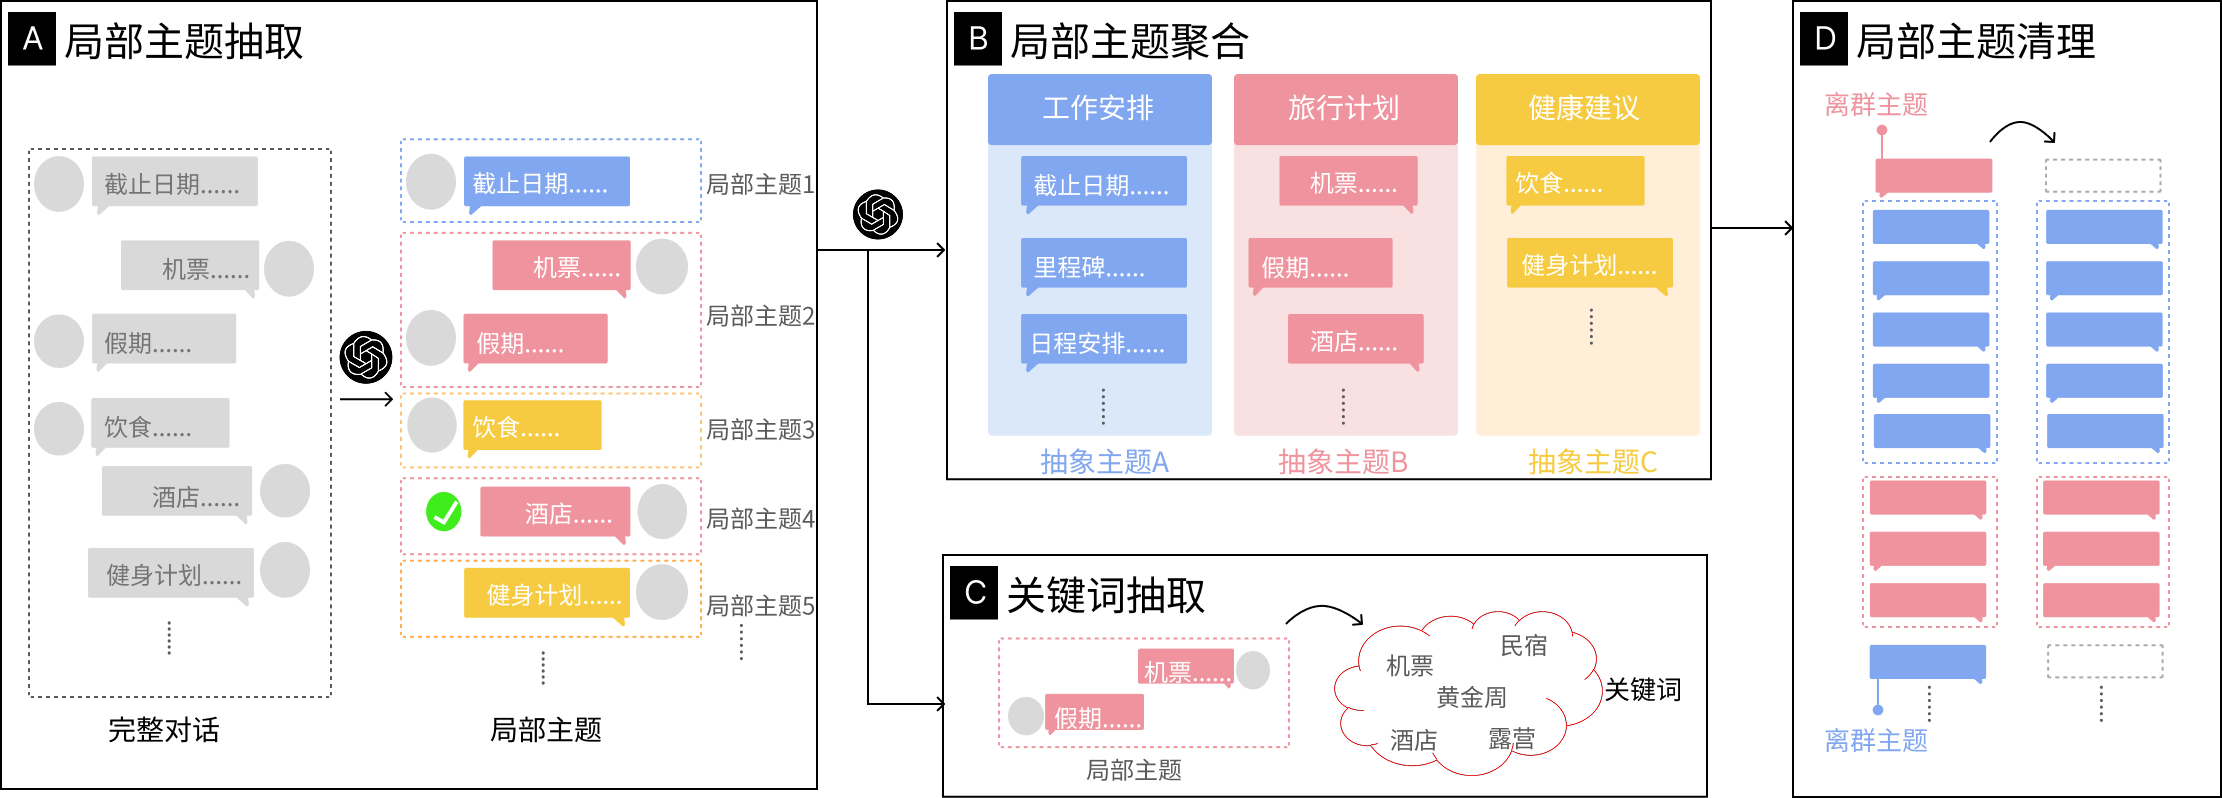 A 局部主题抽取
截止日期......
机票......
假期......
饮食......
酒店......
健身计划......
完整对话
截止日期......
局部主题1
机票......
假期......
局部主题2
饮食......
局部主题3
酒店......
局部主题4
健身计划......
局部主题5
局部主题
B 局部主题聚合
工作安排
截止日期......
里程碑......
日程安排......
抽象主题A
旅行计划
机票......
假期......
酒店......
抽象主题B
健康建议
饮食......
健身计划......
抽象主题C
C 关键词抽取
机票......
假期......
局部主题
机票
民宿
黄金周
酒店
露营
关键词
D 局部主题清理
离群主题
离群主题